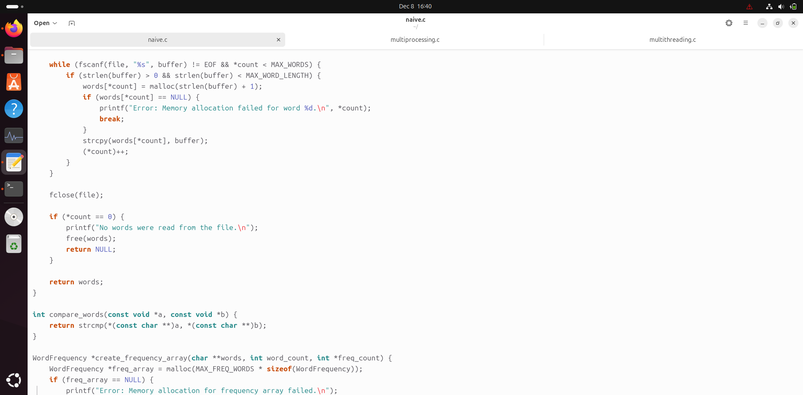 Dec 8 16:40
Open
naive.c
~/
naive.c
multiprocessing.c
multithreading.c
while (fscanf(file, "%s", buffer) != EOF && *count < MAX_WORDS) {
if (strlen(buffer) > 0 && strlen(buffer) < MAX_WORD_LENGTH) {
words[*count] = malloc(strlen(buffer) + 1);
if (words[*count] == NULL) {
printf("Error: Memory allocation failed for word %d.\n", *count);
break;
}
strcpy(words[*count], buffer);
(*count)++;
}
}
fclose(file);
if (*count == 0) {
printf("No words were read from the file.\n");
free(words);
return NULL;
}
return words;
}
int compare_words(const void *a, const void *b) {
return strcmp(*(const char **)a, *(const char **)b);
}
WordFrequency *create_frequency_array(char **words, int word_count, int *freq_count) {
WordFrequency *freq_array = malloc(MAX_FREQ_WORDS * sizeof(WordFrequency));
if (freq_array == NULL) {
printf("Error: Memory allocation for frequency array failed.\n");